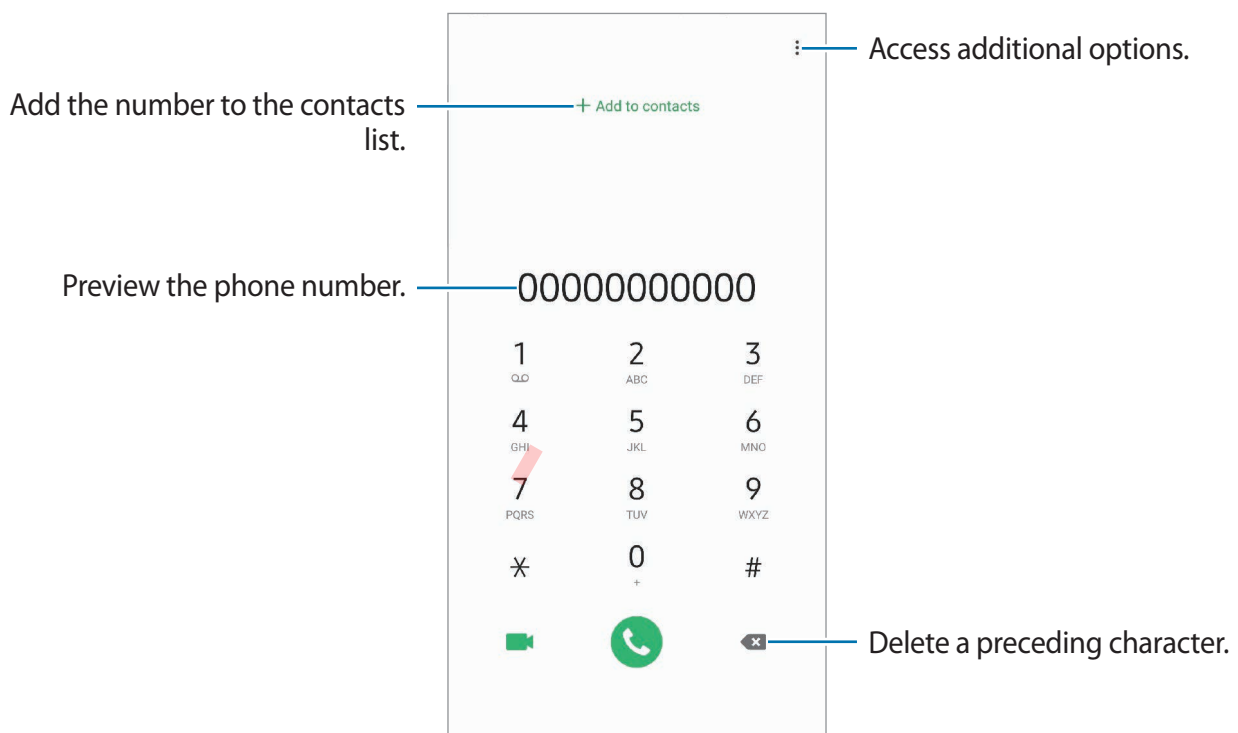 Access additional options.
Add the number to the contacts
list.
+ Add to contacts
Preview the phone number.
00000000000
1 2 3
ABC DEF
4 5 6
GHI JKL MNO
7 8 9
PQRS TUV WXYZ
* 0 #
+
Delete a preceding character.